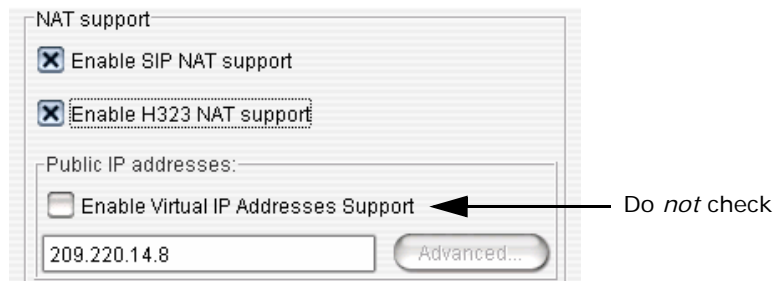 NAT support
Enable SIP NAT support
Enable H323 NAT support
Public IP addresses:
Enable Virtual IP Addresses Support
Do not check
209.220.14.8
Advanced...